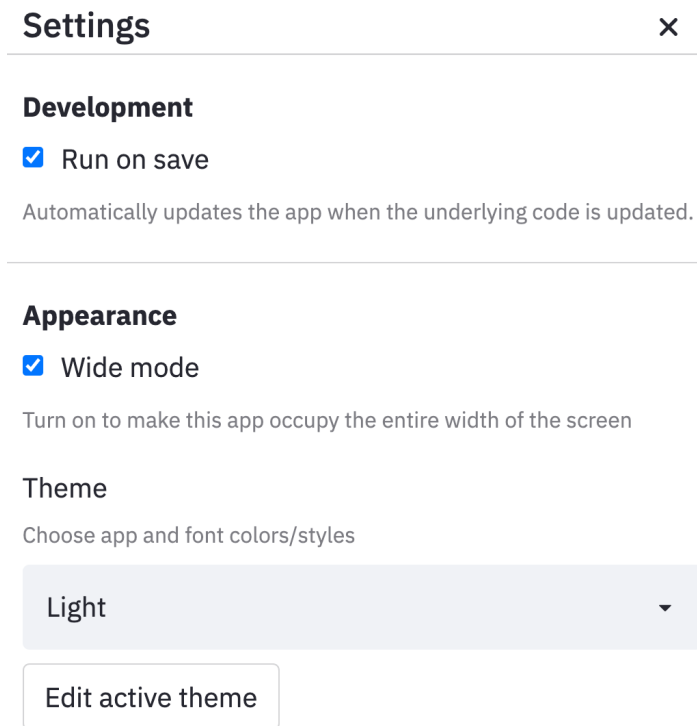 Settings
Development
Run on save
Automatically updates the app when the underlying code is updated.
Appearance
Wide mode
Turn on to make this app occupy the entire width of the screen
Theme
Choose app and font colors/styles
Light
Edit active theme